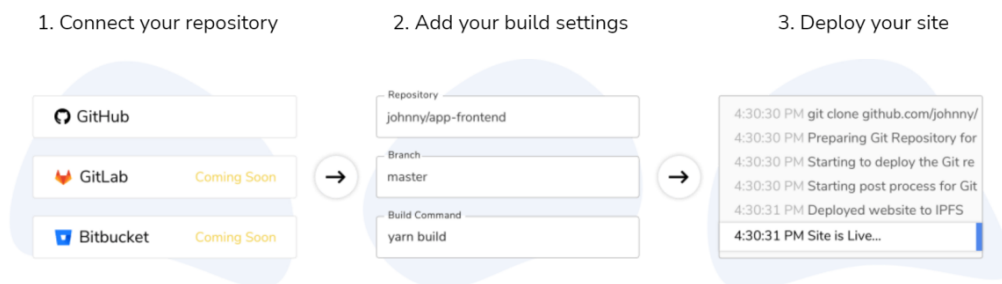 1. Connect your repository
GitHub
GitLab Coming Soon
Bitbucket Coming Soon
2. Add your build settings
Repository
johnny/app-frontend
Branch
master
Build Command
yarn build
3. Deploy your site
4:30:30 PM git clone github.com/johnny/
4:30:30 PM Preparing Git Repository for
4:30:30 PM Starting to deploy the Git re
4:30:30 PM Starting post process for Git
4:30:31 PM Deployed website to IPFS
4:30:31 PM Site is Live...